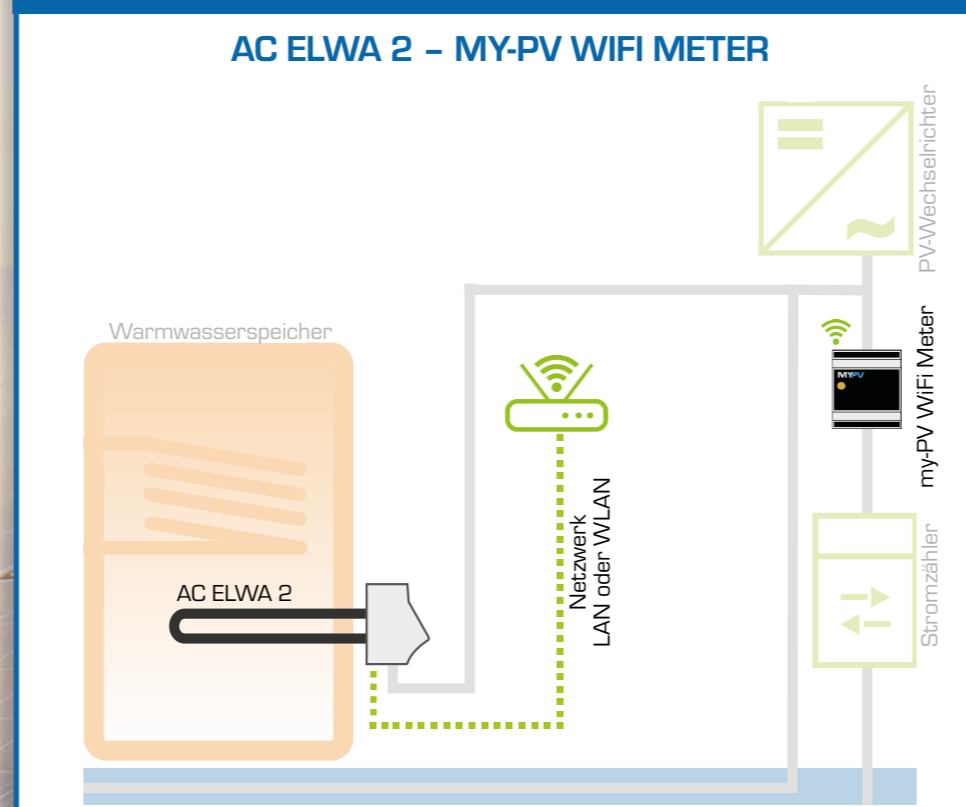 AC ELWA 2 – MY-PV WIFI METER
PV-Wechselrichter
Warmwasserspeicher
my-PV WiFi Meter
MYPV
Netzwerk
LAN oder WLAN
AC ELWA 2
Stromzähler